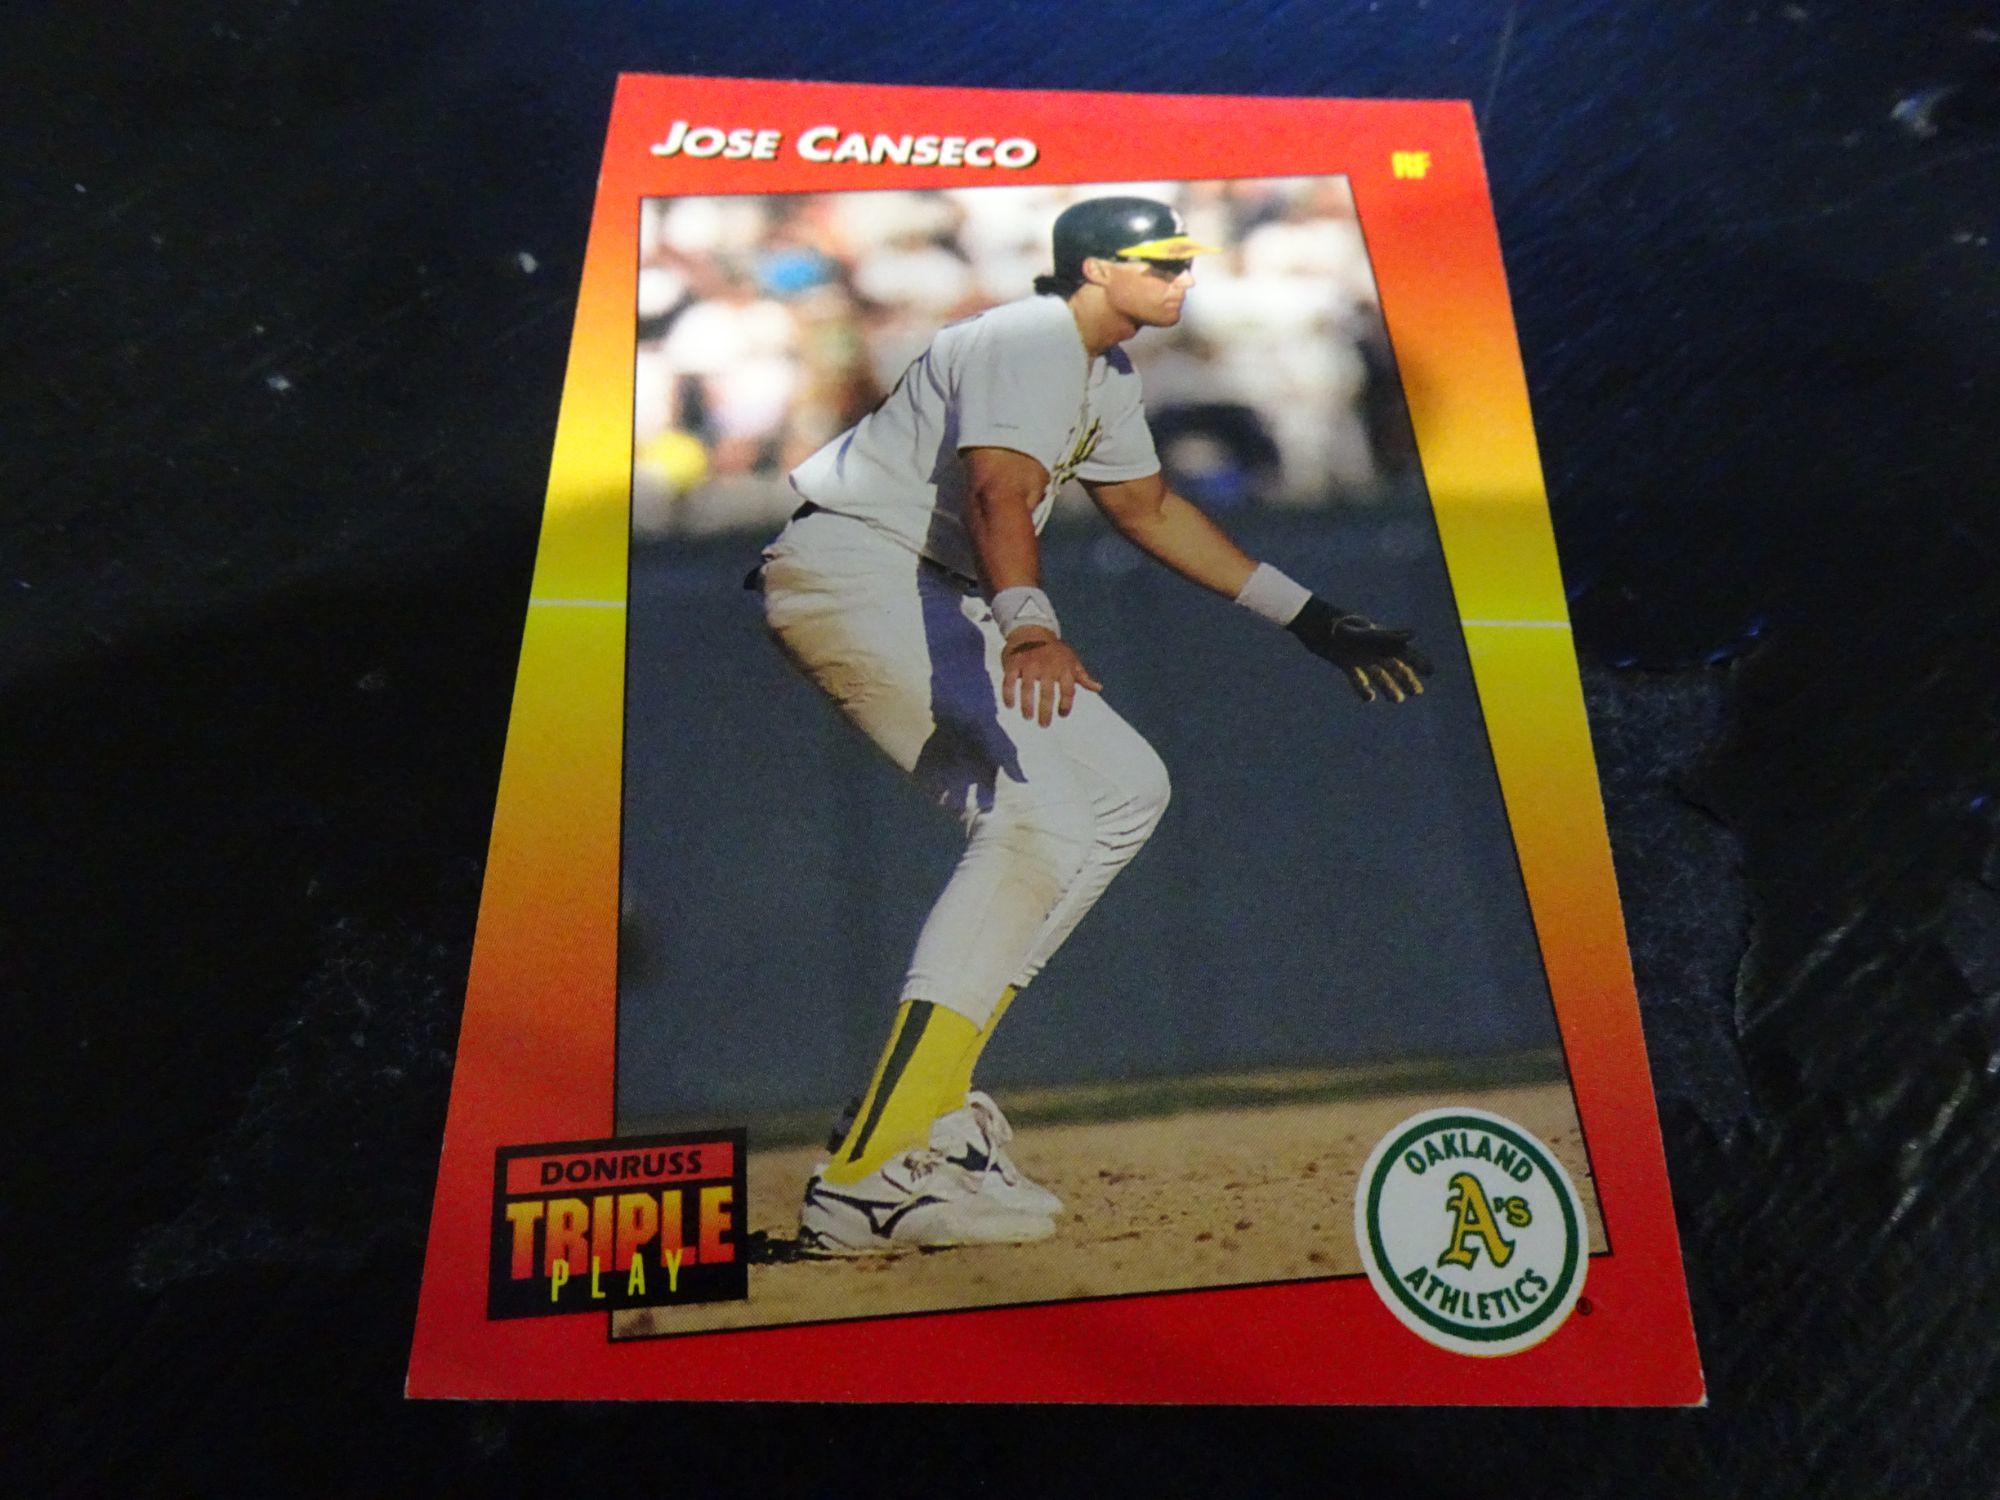 JOSE CANSECO
RF
DONRUSS
TRIPLE
PLAY
OAKLAND
A's
ATHLETICS
®